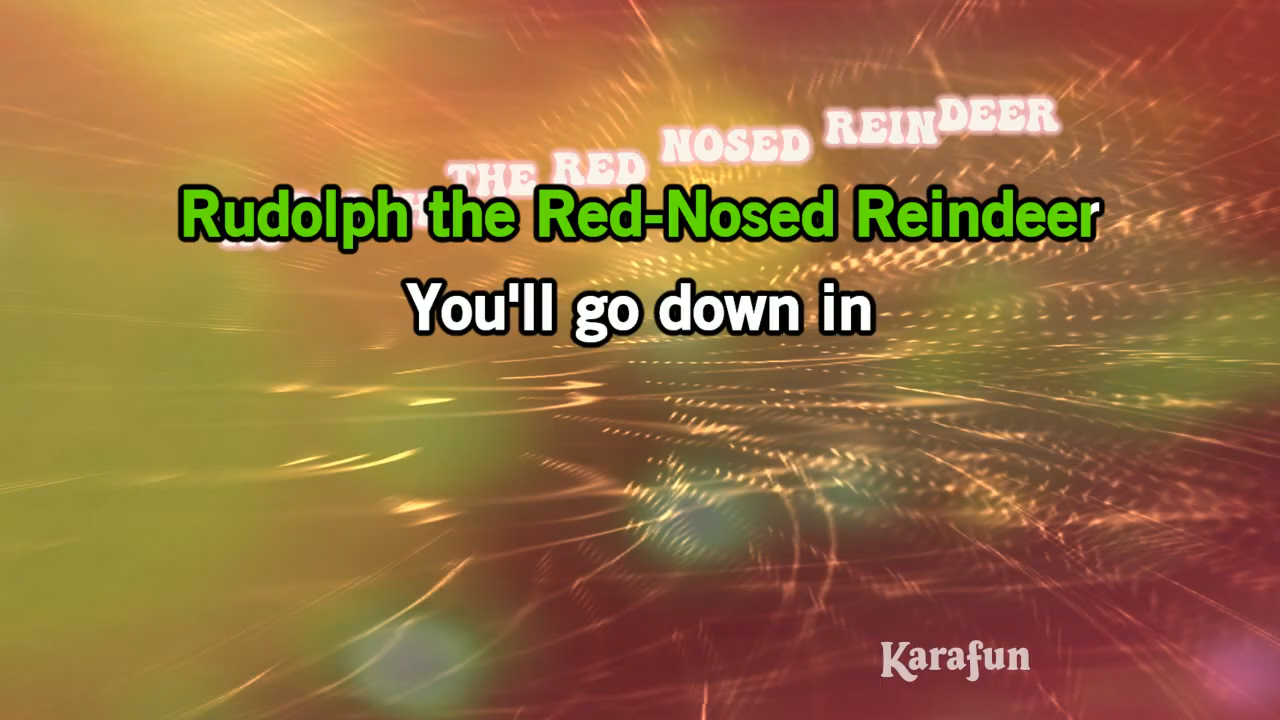 THE RED NOSED REINDEER
Rudolph the Red-Nosed Reindeer
You'll go down in
Karafun